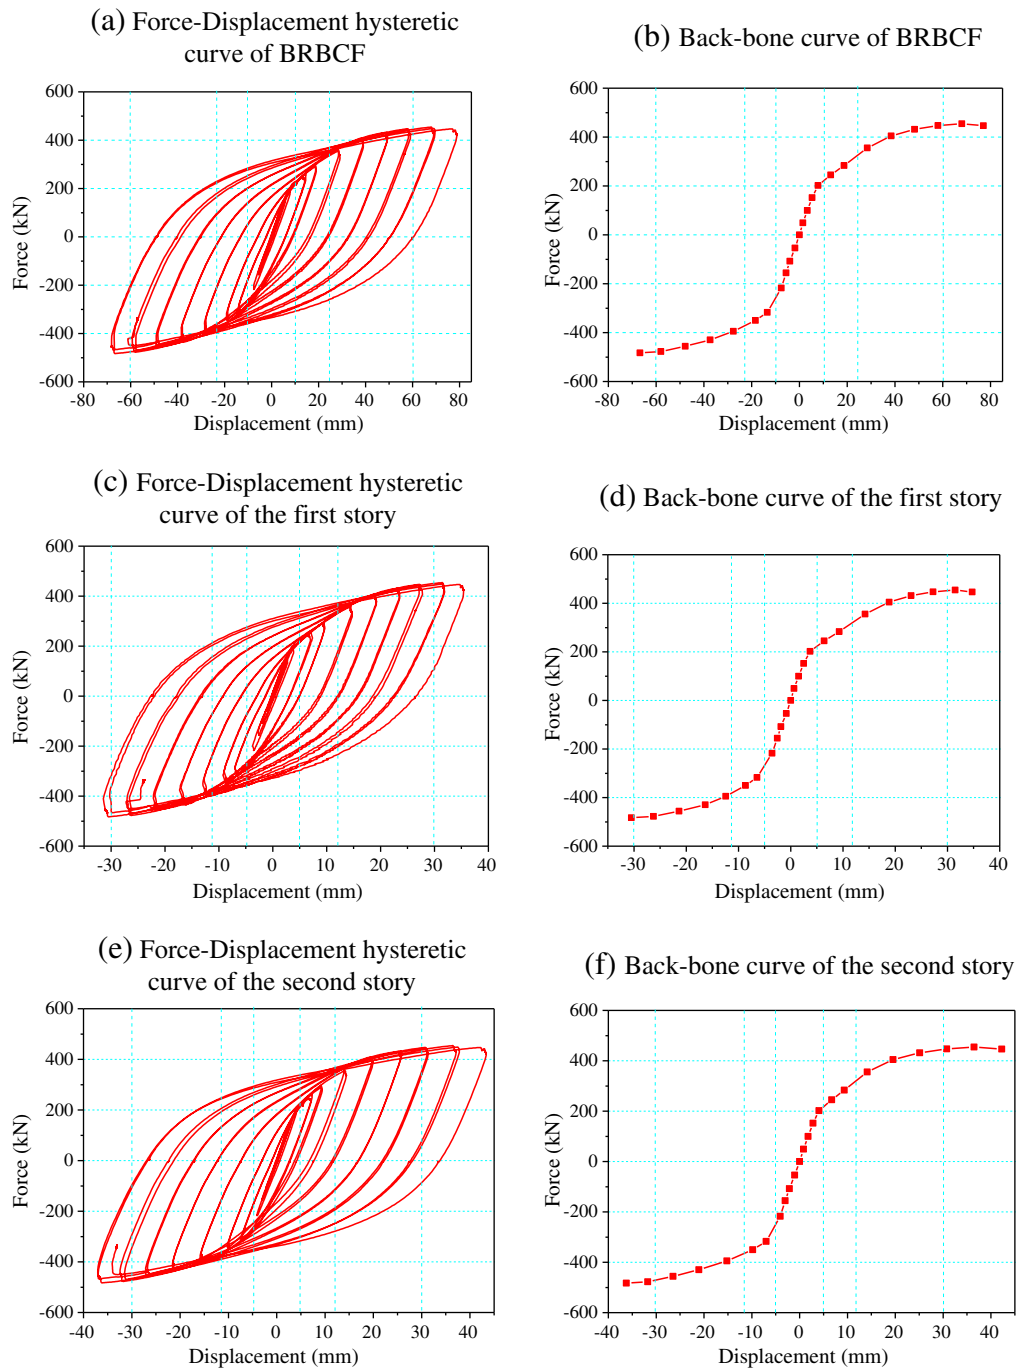 (a) Force-Displacement hysteretic
curve of BRBCF
600
400
200
0
-200
-400
-600
Force (kN)
-80 -60 -40 -20 0 20 40 60 80
Displacement (mm)
(b) Back-bone curve of BRBCF
600
400
200
0
-200
-400
-600
Force (kN)
-80 -60 -40 -20 0 20 40 60 80
Displacement (mm)
(c) Force-Displacement hysteretic
curve of the first story
600
400
200
0
-200
-400
-600
Force (kN)
-30 -20 -10 0 10 20 30 40
Displacement (mm)
(d) Back-bone curve of the first story
600
400
200
0
-200
-400
-600
Force (kN)
-30 -20 -10 0 10 20 30 40
Displacement (mm)
(e) Force-Displacement hysteretic
curve of the second story
600
400
200
0
-200
-400
-600
Force (kN)
-40 -30 -20 -10 0 10 20 30 40
Displacement (mm)
(f) Back-bone curve of the second story
600
400
200
0
-200
-400
-600
Force (kN)
-40 -30 -20 -10 0 10 20 30 40
Displacement (mm)